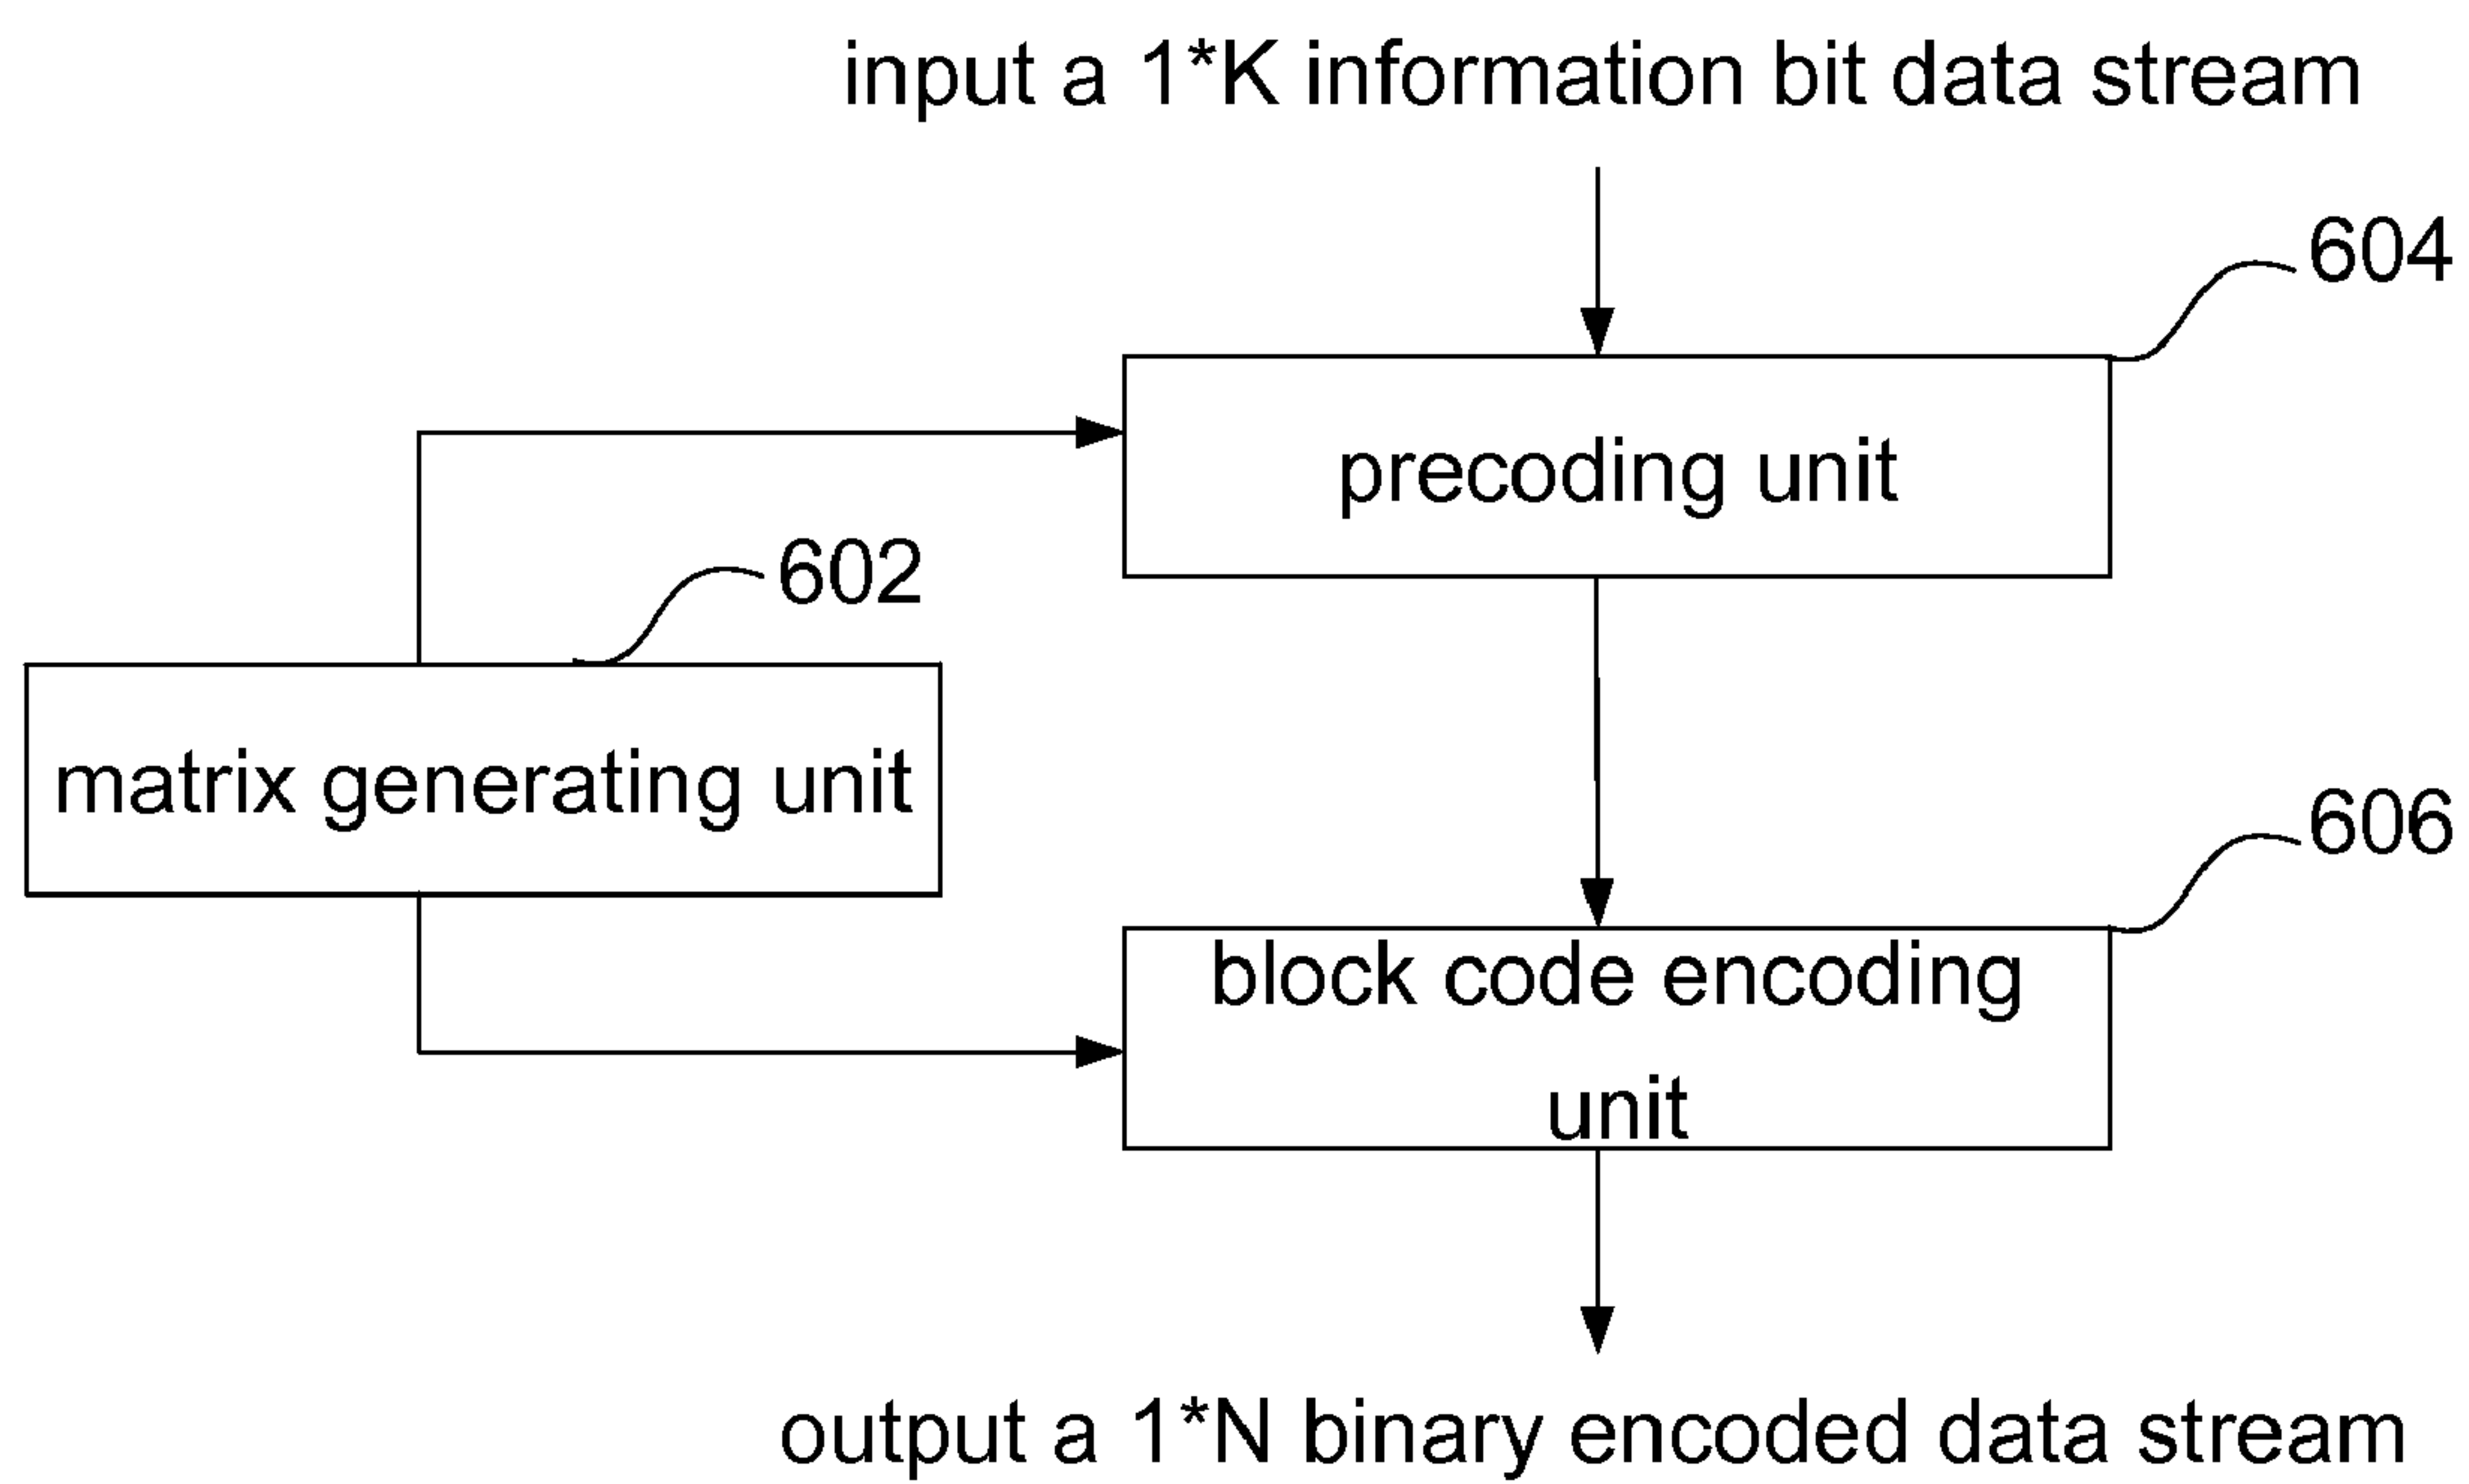 input a 1*K information bit data stream
604
precoding unit
602
matrix generating unit
606
block code encoding
unit
output a 1*N binary encoded data stream